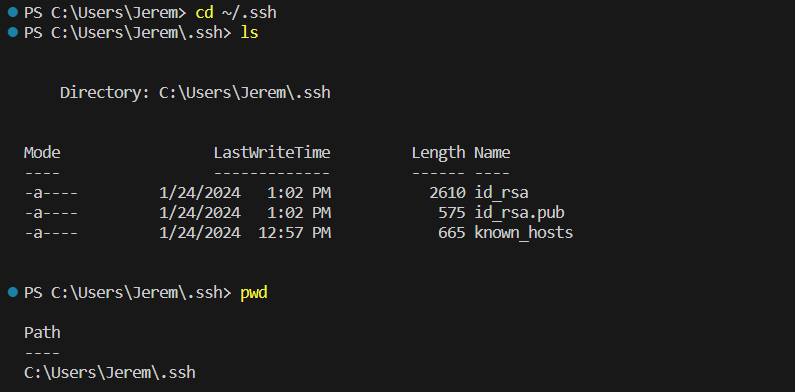 PS C:\Users\Jerem> cd ~/.ssh
PS C:\Users\Jerem\.ssh> ls
Directory: C:\Users\Jerem\.ssh
Mode                 LastWriteTime         Length Name
----                 -------------         ------ ----
-a----         1/24/2024   1:02 PM           2610 id_rsa
-a----         1/24/2024   1:02 PM            575 id_rsa.pub
-a----         1/24/2024  12:57 PM            665 known_hosts
PS C:\Users\Jerem\.ssh> pwd
Path
----
C:\Users\Jerem\.ssh